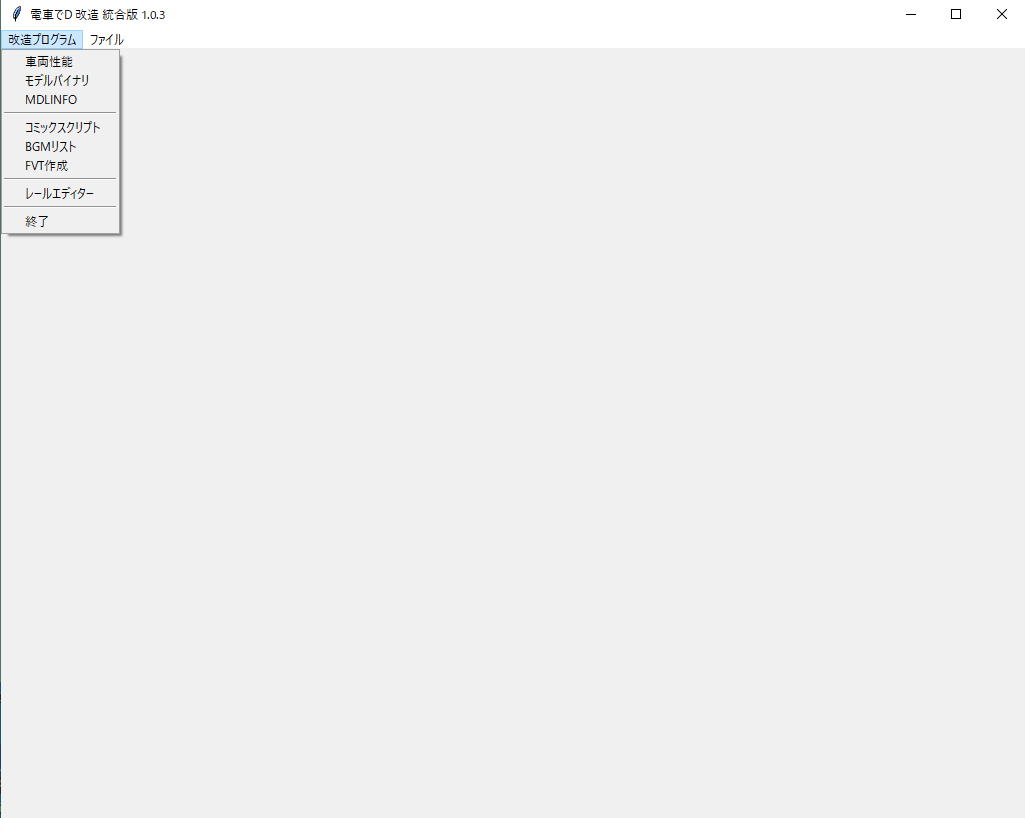 電車でD 改造 統合版 1.0.3
改造プログラム ファイル
車両性能
モデルバイナリ
MDLINFO
コミックスクリプト
BGMリスト
FVT作成
レールエディター
終了